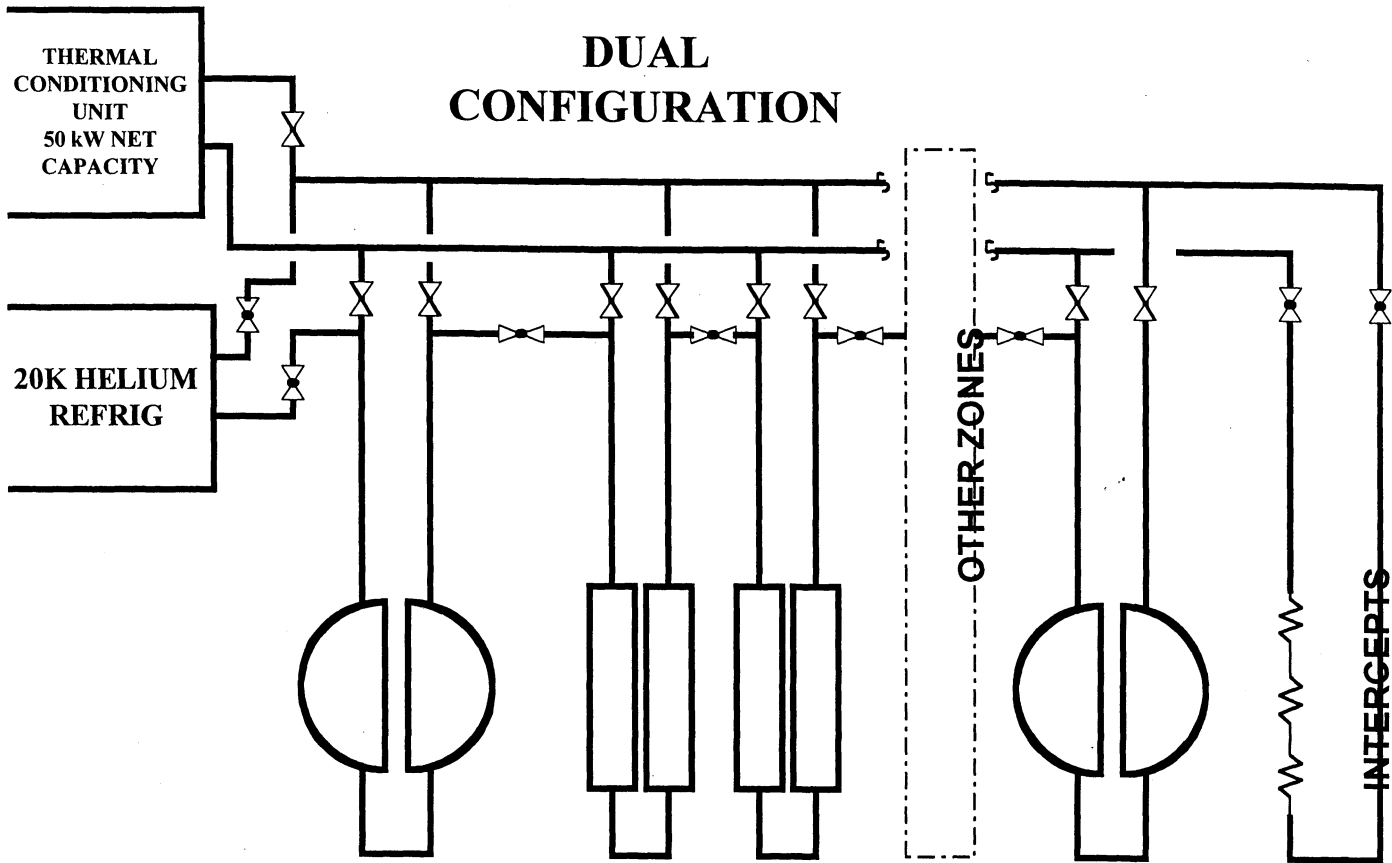 THERMAL
CONDITIONING
UNIT
50 kW NET
CAPACITY
DUAL
CONFIGURATION
20K HELIUM
REFRIG
OTHER ZONES
INTERCEPTS